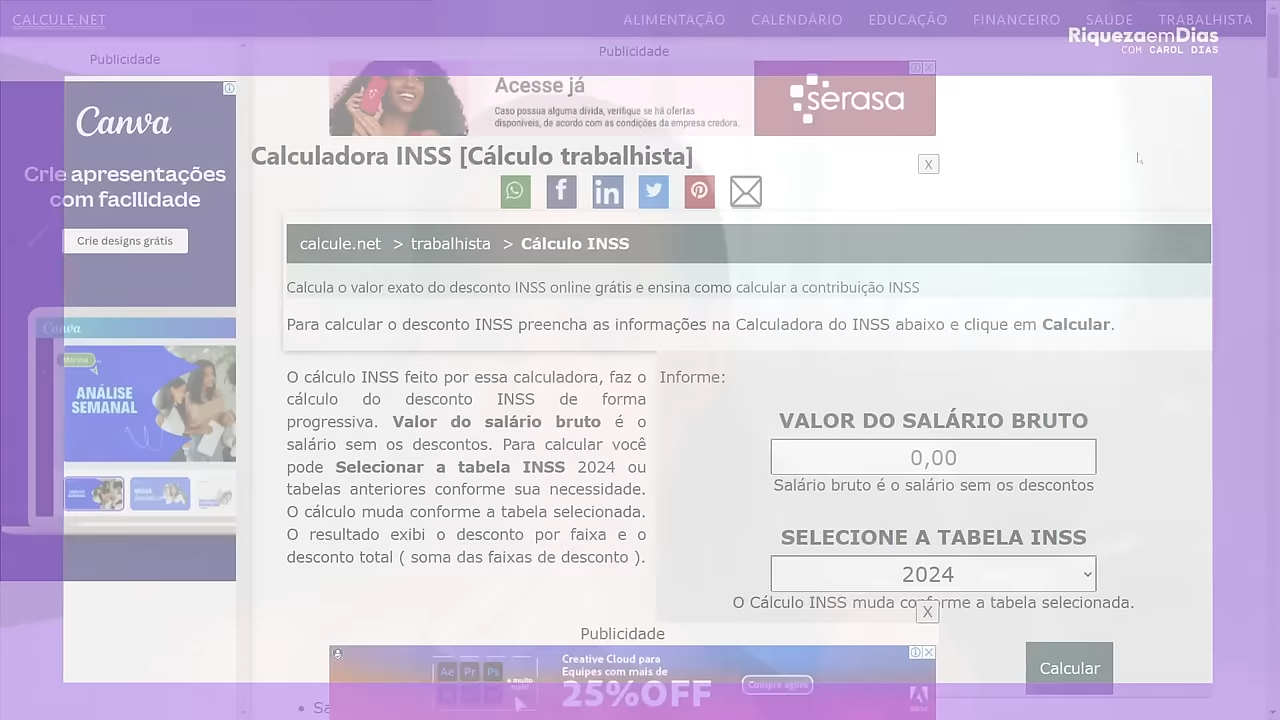 CALCULE.NET
ALIMENTAÇÃO CALENDÁRIO EDUCAÇÃO FINANCEIRO SAÚDE TRABALHISTA
RiquezaemDias
COM CAROL DIAS
Publicidade
Publicidade
Canva
Crie apresentações
com facilidade
Crie designs grátis
Canva
Marina
ANÁLISE
SEMANAL
Acesse já
Caso possua alguma dívida, verifique se há ofertas
disponíveis, de acordo com as condições da empresa credora.
serasa
Calculadora INSS [Cálculo trabalhista]
X
calcule.net > trabalhista > Cálculo INSS
Calcula o valor exato do desconto INSS online grátis e ensina como calcular a contribuição INSS
Para calcular o desconto INSS preencha as informações na Calculadora do INSS abaixo e clique em Calcular.
O cálculo INSS feito por essa calculadora, faz o
cálculo do desconto INSS de forma
progressiva. Valor do salário bruto é o
salário sem os descontos. Para calcular você
pode Selecionar a tabela INSS 2024 ou
tabelas anteriores conforme sua necessidade.
O cálculo muda conforme a tabela selecionada.
O resultado exibi o desconto por faixa e o
desconto total ( soma das faixas de desconto ).
Informe:
VALOR DO SALÁRIO BRUTO
0,00
Salário bruto é o salário sem os descontos
SELECIONE A TABELA INSS
2024
O Cálculo INSS muda conforme a tabela selecionada.
X
Calcular
Publicidade
Ae Pr Ps
e muito
mais!
Creative Cloud para
Equipes com mais de
25%OFF
Compre agora
• Sa